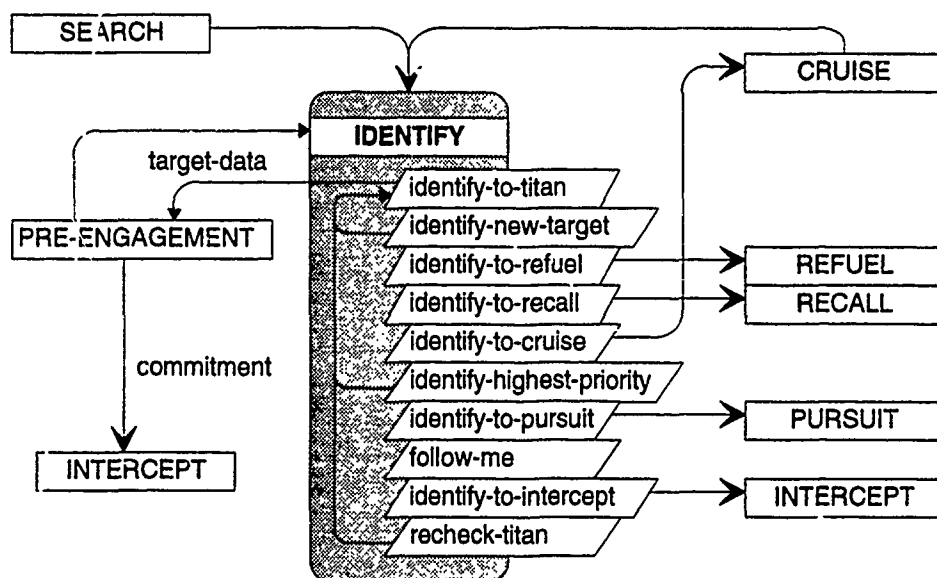 SEARCH
CRUISE
IDENTIFY
target-data
identify-to-titan
identify-new-target
PRE-ENGAGEMENT
identify-to-refuel
REFUEL
identify-to-recall
RECALL
identify-to-cruise
commitment
identify-highest-priority
identify-to-pursuit
PURSUIT
follow-me
INTERCEPT
identify-to-intercept
INTERCEPT
recheck-titan